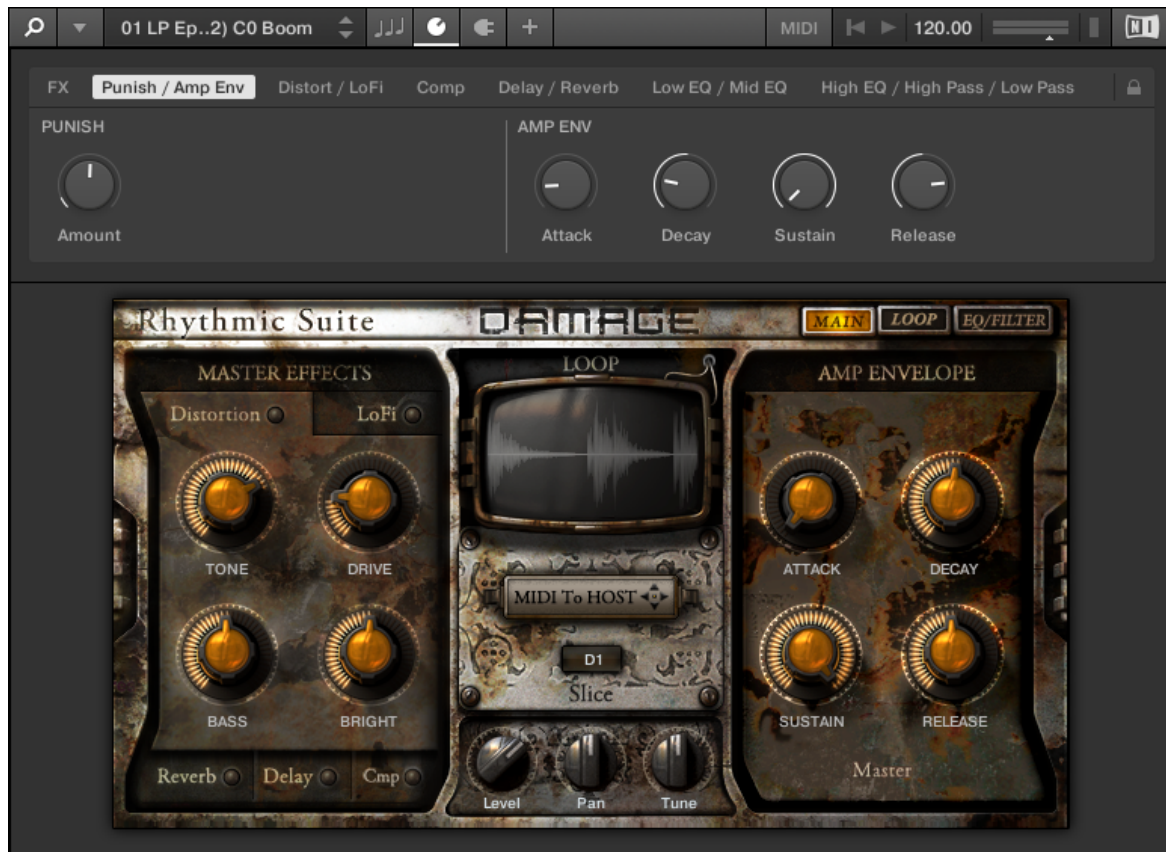 01 LP Ep..2) C0 Boom MIDI 120.00 NI
FX Punish / Amp Env Distort / LoFi Comp Delay / Reverb Low EQ / Mid EQ High EQ / High Pass / Low Pass
PUNISH AMP ENV
Amount Attack Decay Sustain Release
Rhythmic Suite DAMAGE MAIN LOOP EQ/FILTER
MASTER EFFECTS LOOP AMP ENVELOPE
Distortion LoFi
TONE DRIVE ATTACK DECAY
MIDI To HOST
D1
Slice
BASS BRIGHT SUSTAIN RELEASE
Reverb Delay Cmp Master
Level Pan Tune